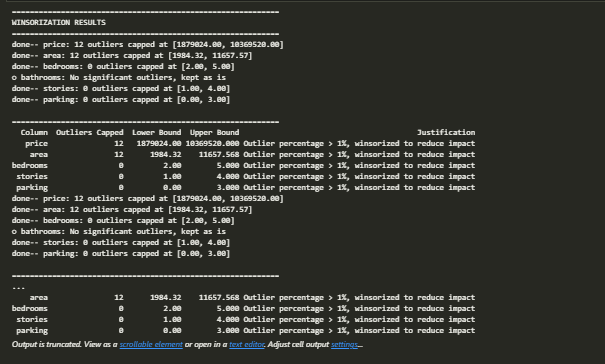 ============================================================
WINSORIZATION RESULTS
============================================================
done-- price: 12 outliers capped at [1879024.00, 10369520.00]
done-- area: 12 outliers capped at [1984.32, 11657.57]
done-- bedrooms: 0 outliers capped at [2.00, 5.00]
○ bathrooms: No significant outliers, kept as is
done-- stories: 0 outliers capped at [1.00, 4.00]
done-- parking: 0 outliers capped at [0.00, 3.00]
============================================================
Column Outliers Capped Lower Bound Upper Bound Justification
price 12 1879024.00 10369520.000 Outlier percentage > 1%, winsorized to reduce impact
area 12 1984.32 11657.568 Outlier percentage > 1%, winsorized to reduce impact
bedrooms 0 2.00 5.000 Outlier percentage > 1%, winsorized to reduce impact
stories 0 1.00 4.000 Outlier percentage > 1%, winsorized to reduce impact
parking 0 0.00 3.000 Outlier percentage > 1%, winsorized to reduce impact
done-- price: 12 outliers capped at [1879024.00, 10369520.00]
done-- area: 12 outliers capped at [1984.32, 11657.57]
done-- bedrooms: 0 outliers capped at [2.00, 5.00]
○ bathrooms: No significant outliers, kept as is
done-- stories: 0 outliers capped at [1.00, 4.00]
done-- parking: 0 outliers capped at [0.00, 3.00]
============================================================
...
area 12 1984.32 11657.568 Outlier percentage > 1%, winsorized to reduce impact
bedrooms 0 2.00 5.000 Outlier percentage > 1%, winsorized to reduce impact
stories 0 1.00 4.000 Outlier percentage > 1%, winsorized to reduce impact
parking 0 0.00 3.000 Outlier percentage > 1%, winsorized to reduce impact
Output is truncated. View as a scrollable element or open in a text editor. Adjust cell output settings...